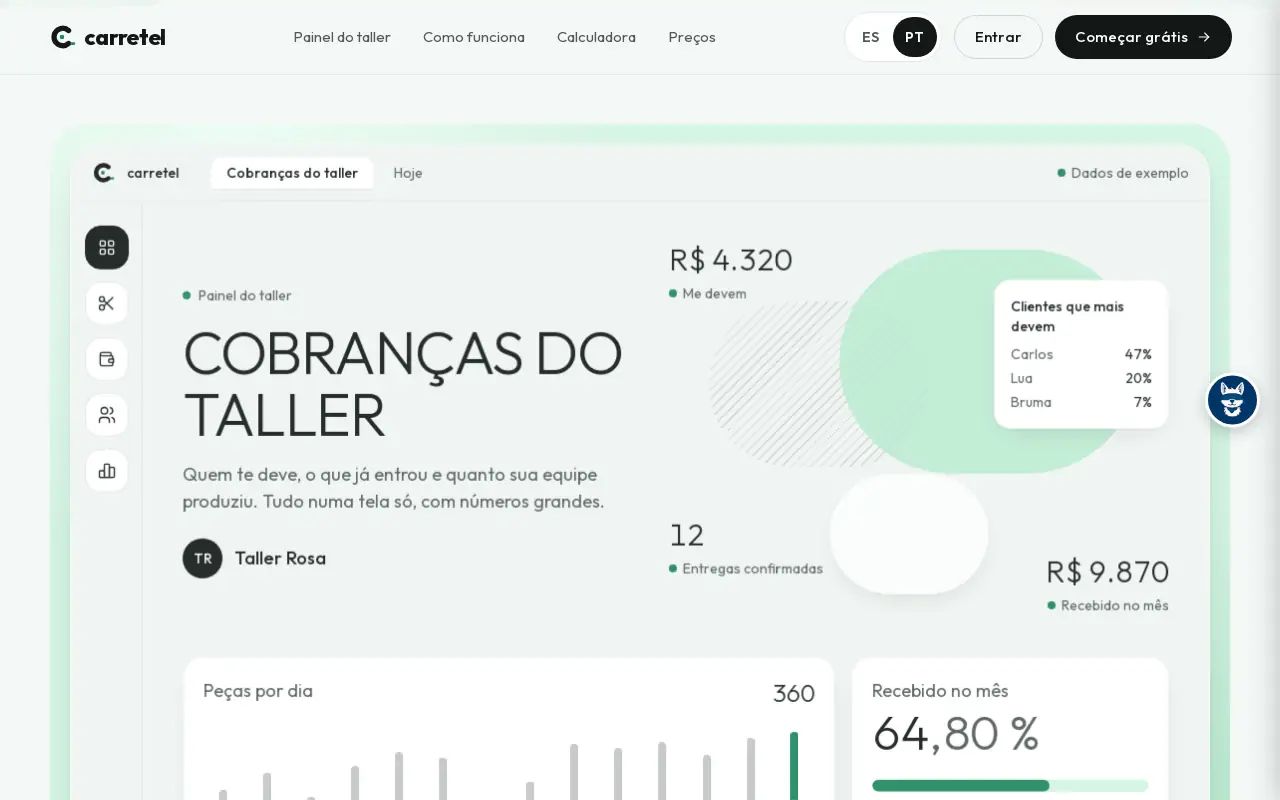 carretel
Painel do taller
Como funciona
Calculadora
Preços
ES
PT
Entrar
Começar grátis →
carretel
Cobranças do taller
Hoje
Dados de exemplo
Painel do taller
COBRANÇAS DO
TALLER
Quem te deve, o que já entrou e quanto sua equipe
produziu. Tudo numa tela só, com números grandes.
TR
Taller Rosa
R$ 4.320
Me devem
Clientes que mais
devem
Carlos 47%
Lua 20%
Bruma 7%
12
Entregas confirmadas
R$ 9.870
Recebido no mês
Peças por dia
360
Recebido no mês
64,80 %